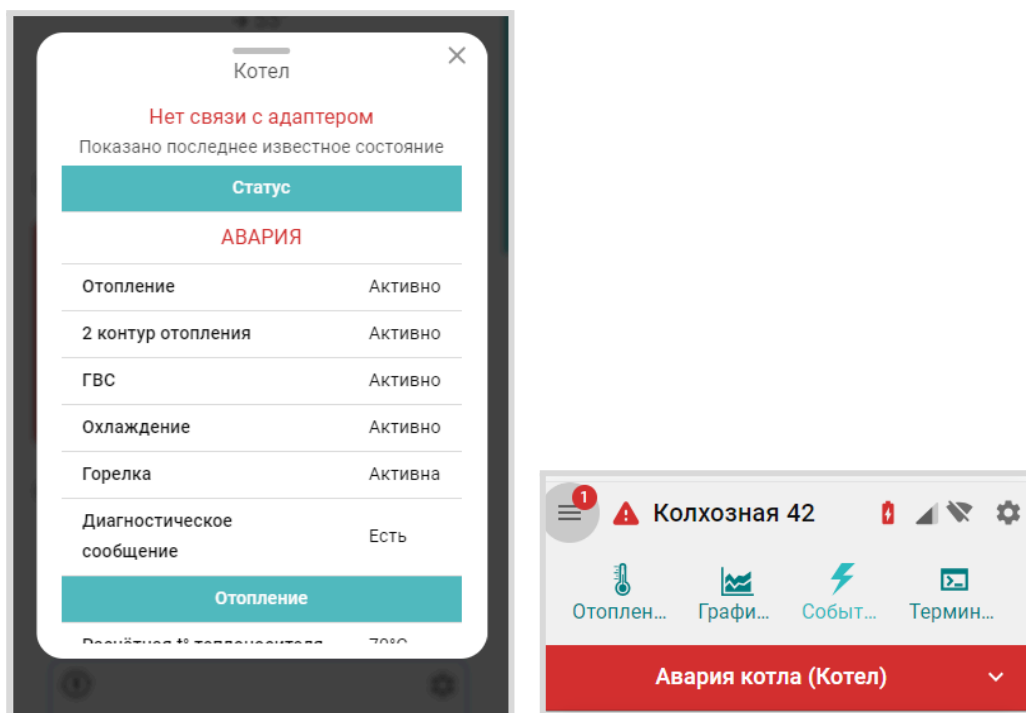 Котел
Нет связи с адаптером
Показано последнее известное состояние
Статус
АВАРИЯ
Отопление Активно
2 контур отопления Активно
ГВС Активно
Охлаждение Активно
Горелка Активна
Диагностическое
сообщение Есть
Отопление
1
Колхозная 42
Отоплен... Графи... Событ... Термин...
Авария котла (Котел)